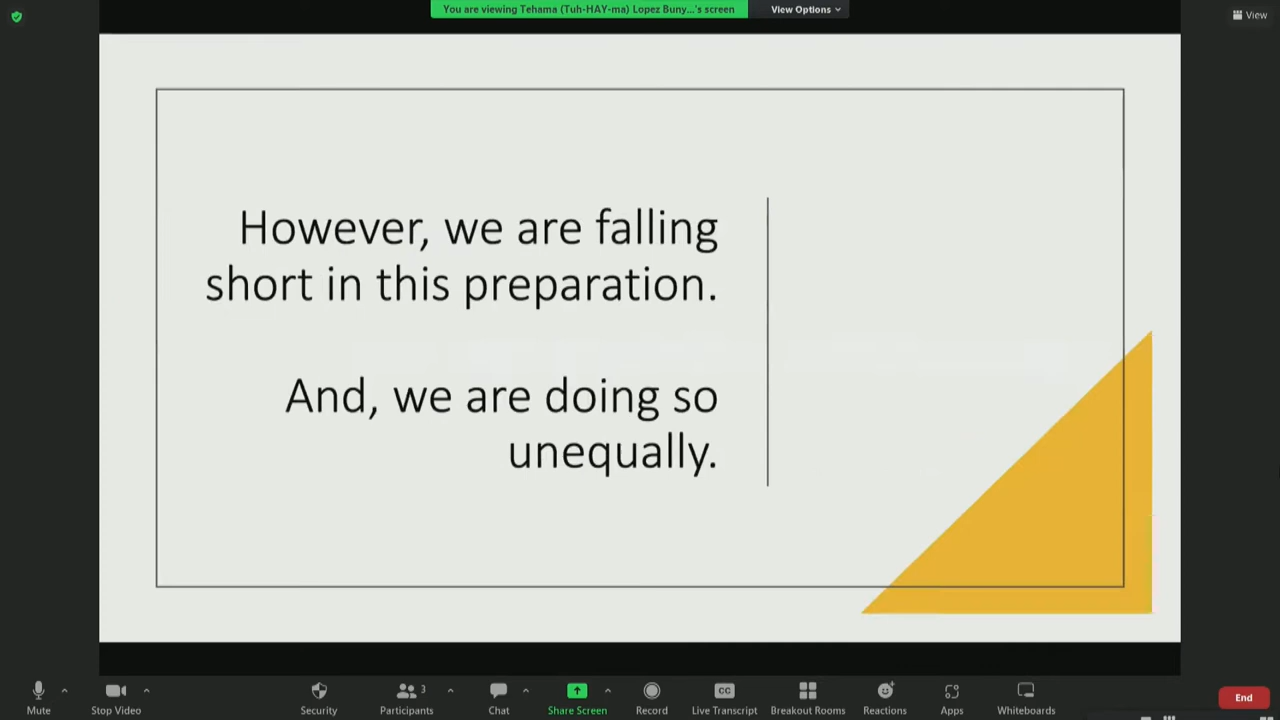 You are viewing Tehama (Tuh-HAY-ma) Lopez Buny...'s screen
View Options
View
However, we are falling
short in this preparation.
And, we are doing so
unequally.
Mute
Stop Video
Security
Participants
3
Chat
Share Screen
Record
CC
Live Transcript
Breakout Rooms
Reactions
Apps
Whiteboards
End